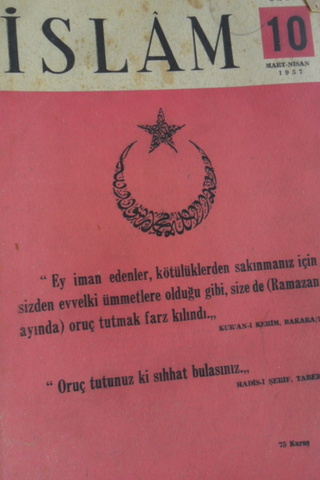 İSLÂM
10
MART-NİSAN
1957
“ Ey iman edenler, kötülüklerden sakınmanız için
sizden evvelki ümmetlere olduğu gibi, size de (Ramazan
ayında) oruç tutmak farz kılındı.„
KUR'AN-I KERİM, BAKARA:
“ Oruç tutunuz ki sıhhat bulasınız.„
HADİS-İ ŞERİF, TABER
75 Kuruş